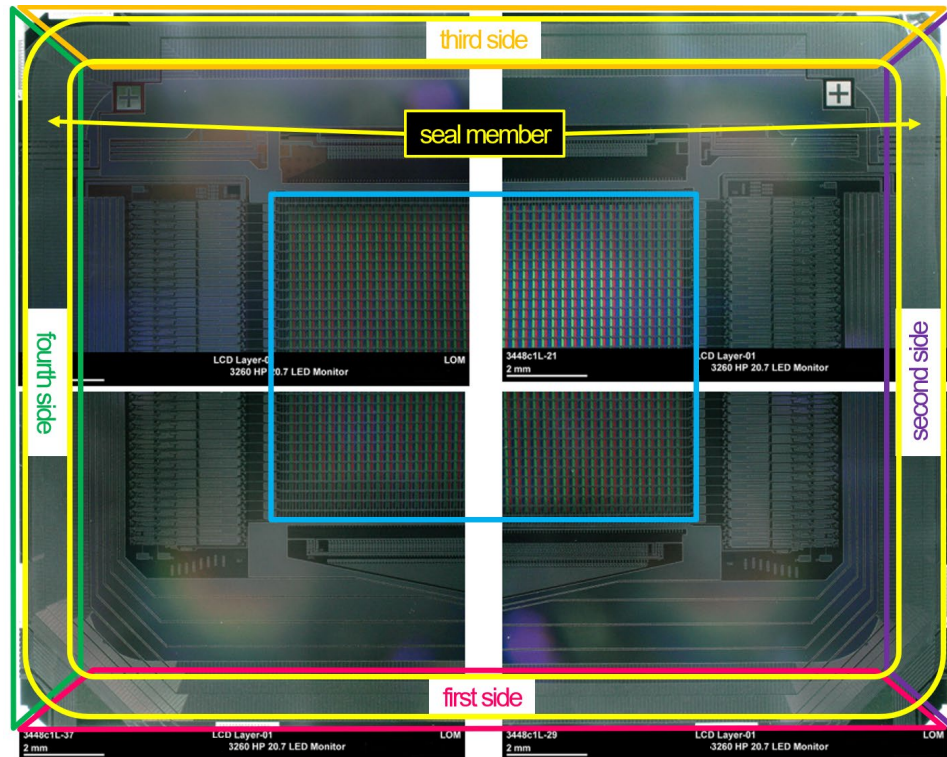 third side
seal member
fourth side
second side
LCD Layer-0
LOM
3260 HP 20.7 LED Monitor
3448c1L-21
LCD Layer-01
2 mm
3260 HP 20.7 LED Monitor
first side
3448c1L-37
LCD Layer-01
LOM
2 mm
3260 HP 20.7 LED Monitor
3448c1L-29
LCD Layer-01
LOM
2 mm
-3260 HP 20.7 LED Monitor